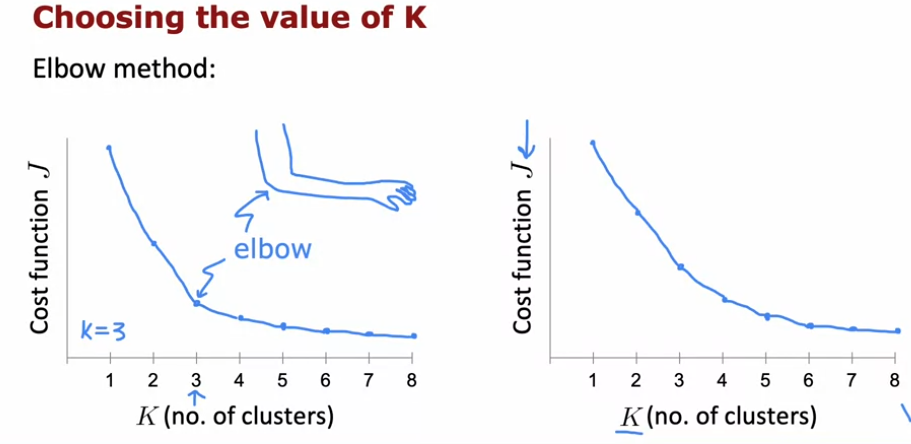 Choosing the value of K
Elbow method:
Cost function J
elbow
K=3
1 2 3 4 5 6 7 8
K (no. of clusters)
Cost function J
1 2 3 4 5 6 7 8
K (no. of clusters)